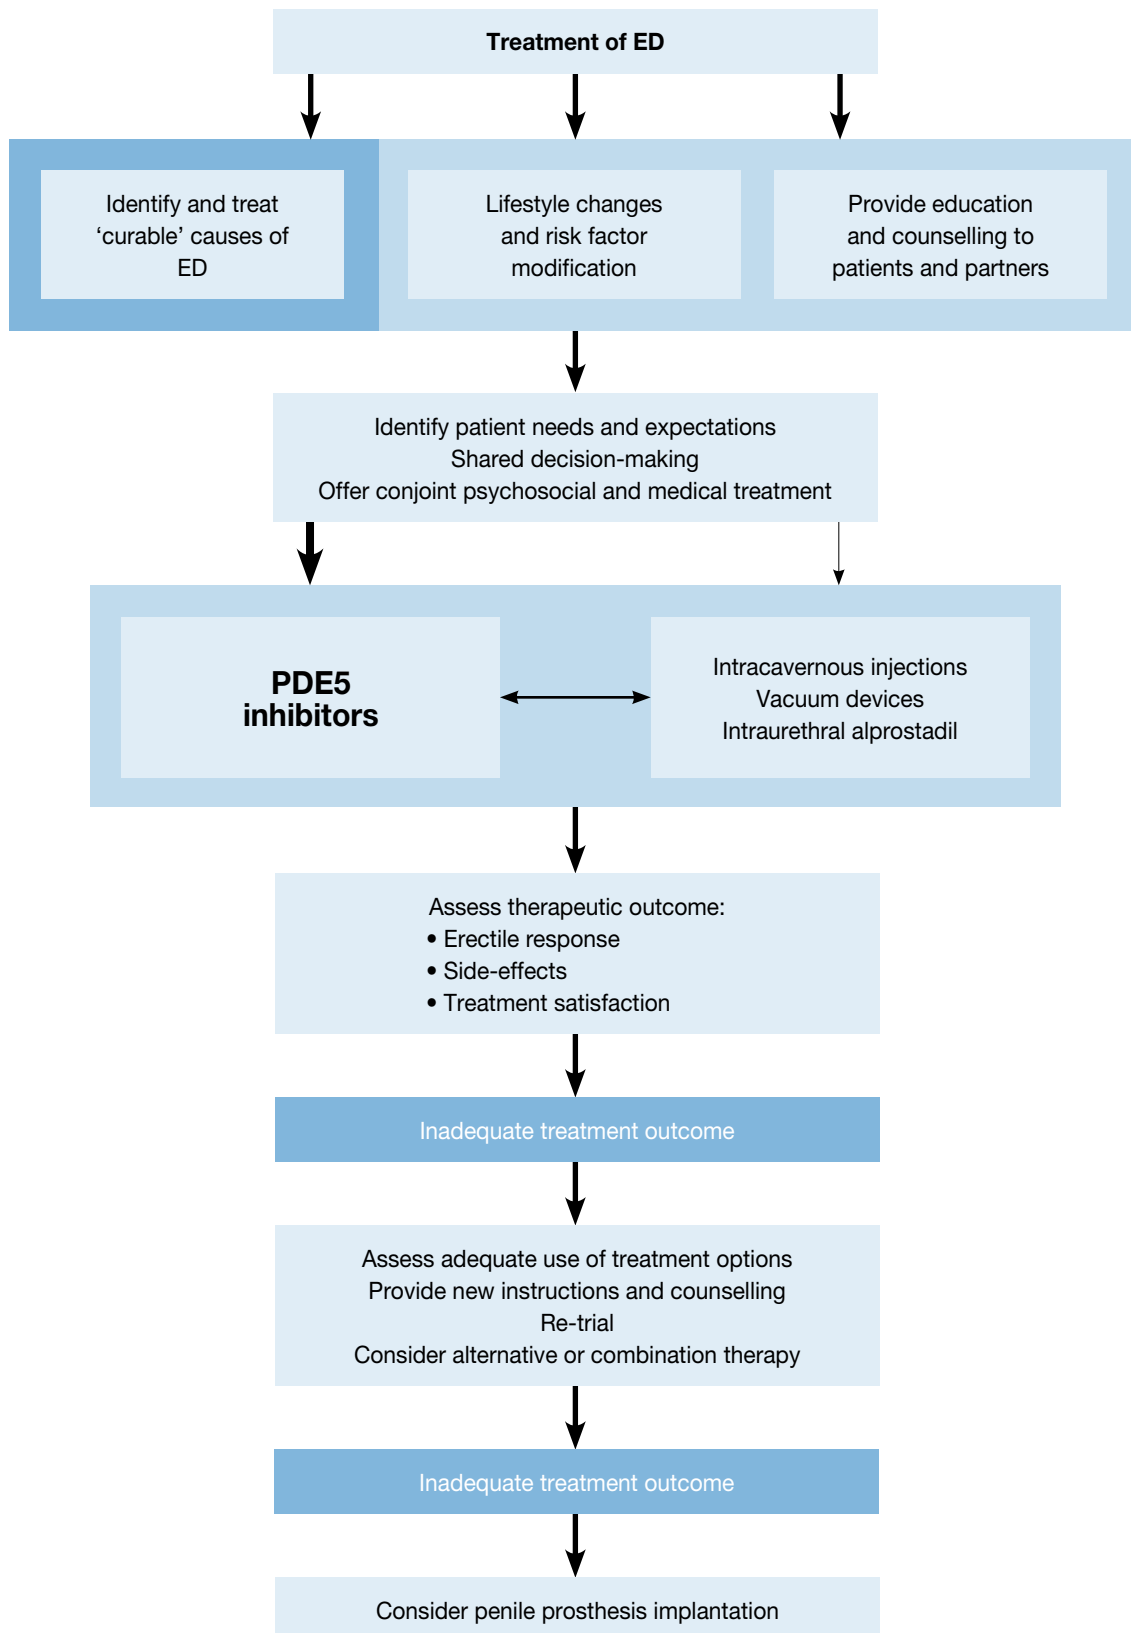 Treatment of ED
Identify and treat
‘curable’ causes of
ED
Lifestyle changes
and risk factor
modification
Provide education
and counselling to
patients and partners
Identify patient needs and expectations
Shared decision-making
Offer conjoint psychosocial and medical treatment
PDE5
inhibitors
Intracavernous injections
Vacuum devices
Intraurethral alprostadil
Assess therapeutic outcome:
• Erectile response
• Side-effects
• Treatment satisfaction
Inadequate treatment outcome
Assess adequate use of treatment options
Provide new instructions and counselling
Re-trial
Consider alternative or combination therapy
Inadequate treatment outcome
Consider penile prosthesis implantation